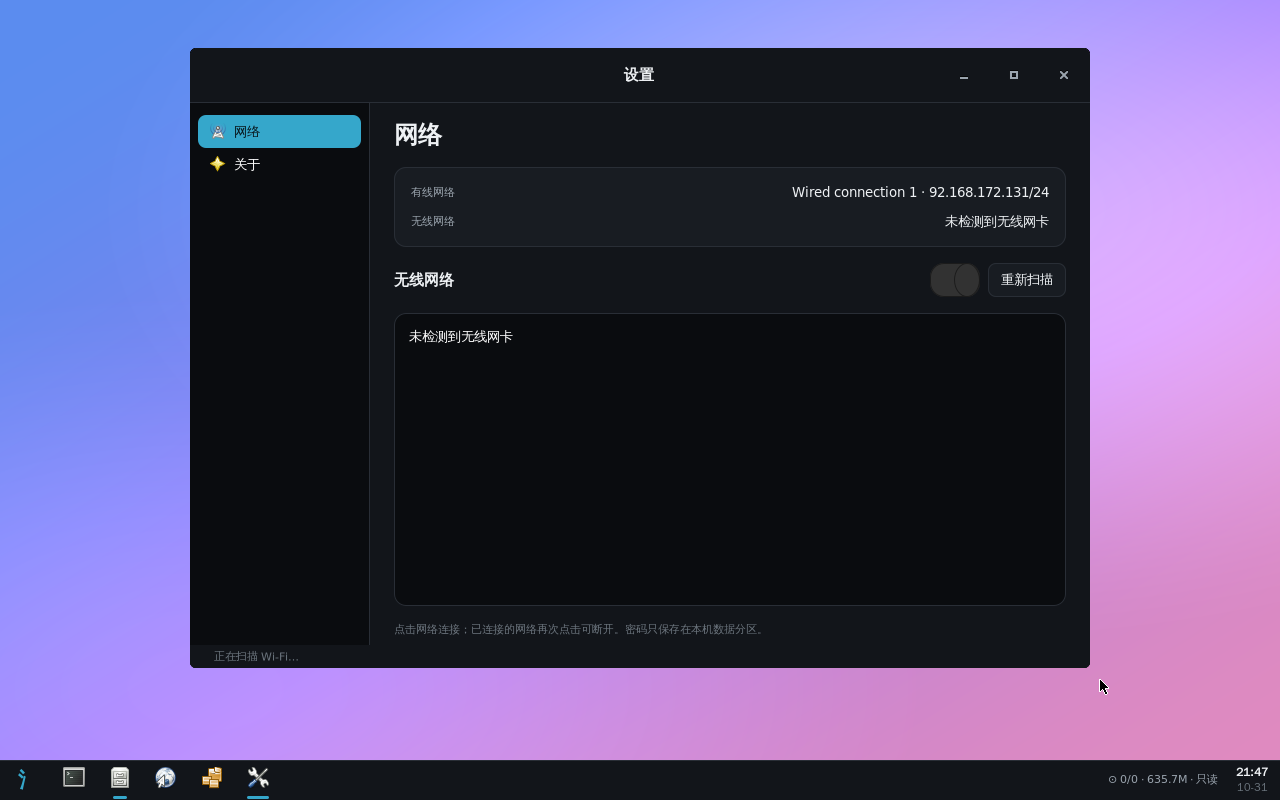 设置
网络
关于
网络
有线网络 Wired connection 1 · 92.168.172.131/24
无线网络 未检测到无线网卡
无线网络 重新扫描
未检测到无线网卡
点击网络连接；已连接的网络再次点击可断开。密码只保存在本机数据分区。
正在扫描 Wi-Fi...
⊙ 0/0 · 635.7M · 只读
21:47
10-31